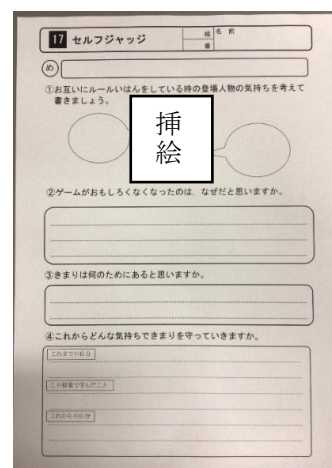 17 セルフジャッジ
組
番
名前
め
①お互いにルールいはんをしている時の登場人物の気持ちを考えて
書きましょう。
挿
絵
②ゲームがおもしろくなくなったのは、なぜだと思いますか。
③きまりは何のためにあると思いますか。
④これからどんな気持ちできまりを守っていきますか。
これまでの自分
この授業で学んだこと
これからの自分